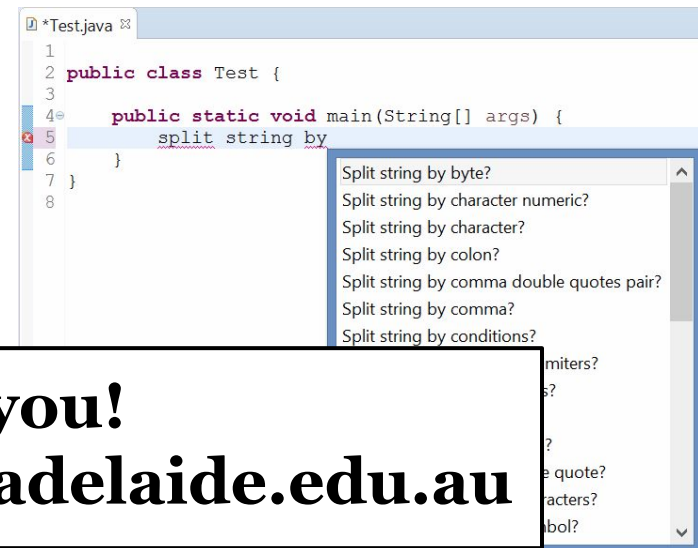 *Test.java
1
2 public class Test {
3
4 public static void main(String[] args) {
5 split string by
6 }
7 }
8
Split string by byte?
Split string by character numeric?
Split string by character?
Split string by colon?
Split string by comma double quotes pair?
Split string by comma?
Split string by conditions?
miters?
s?
?
quote?
acters?
bol?
you!
adelaide.edu.au